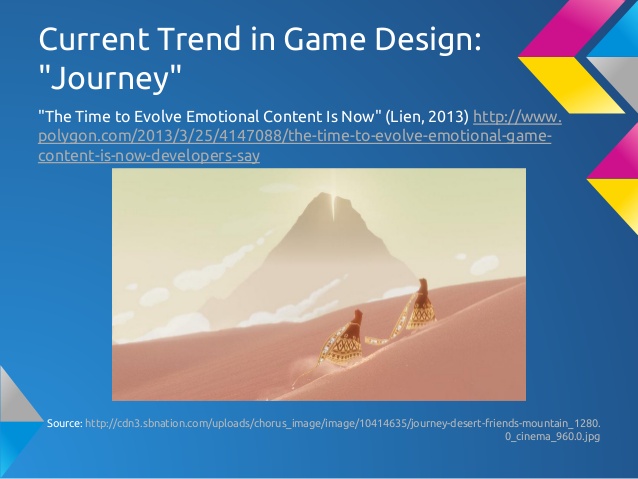 Current Trend in Game Design:
"Journey"
"The Time to Evolve Emotional Content Is Now" (Lien, 2013) http://www.
polygon.com/2013/3/25/4147088/the-time-to-evolve-emotional-game-
content-is-now-developers-say
Source: http://cdn3.sbnation.com/uploads/chorus_image/image/10414635/journey-desert-friends-mountain_1280.
0_cinema_960.0.jpg